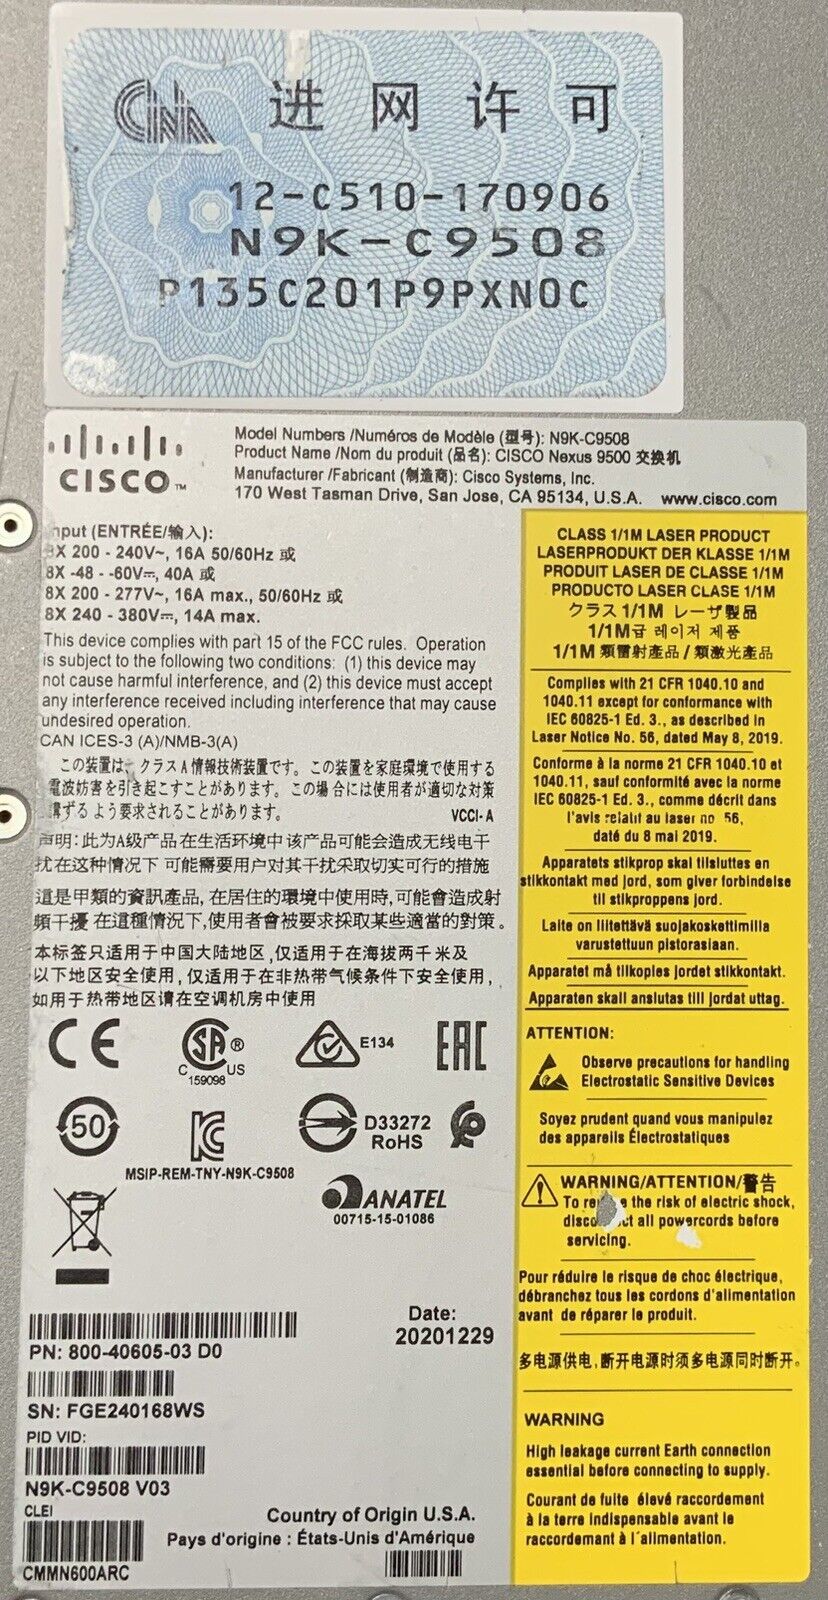 CNA 进网许可
12-C510-170906
N9K-C9508
P135C201P9PXN0C
CISCO™
Model Numbers /Numéros de Modèle (型号): N9K-C9508
Product Name /Nom du produit (品名): CISCO Nexus 9500 交换机
Manufacturer /Fabricant (制造商): Cisco Systems, Inc.
170 West Tasman Drive, San Jose, CA 95134, U.S.A. www.cisco.com
(ENTRÉE/输入):
200 - 240V~, 16A 50/60Hz 或
8X -48 - -60V⎓, 40A 或
8X 200 - 277V~, 16A max., 50/60Hz 或
8X 240 - 380V⎓, 14A max.
This device complies with part 15 of the FCC rules. Operation
is subject to the following two conditions: (1) this device may
not cause harmful interference, and (2) this device must accept
any interference received including interference that may cause
undesired operation.
CAN ICES-3 (A)/NMB-3(A)
この装置は、クラスA情報技術装置です。この装置を家庭環境で使用する
電波妨害を引き起こすことがあります。この場合には使用者が適切な対策
講ずるよう要求されることがあります。 VCCI-A
声明:此为A级产品在生活环境中该产品可能会造成无线电干
扰在这种情况下可能需要用户对其干扰采取切实可行的措施
這是甲類的資訊產品,在居住的環境中使用時,可能會造成射
頻干擾在這種情況下,使用者會被要求採取某些適當的對策。
本标签只适用于中国大陆地区,仅适用于在海拔两千米及
以下地区安全使用,仅适用于在非热带气候条件下安全使用,
如用于热带地区请在空调机房中使用
CE
SA® C US 159098
E134
EAC
50
KC
MSIP-REM-TNY-N9K-C9508
D33272
RoHS
ANATEL
00715-15-01086
Date:
20201229
PN: 800-40605-03 D0
SN: FGE240168WS
PID VID:
N9K-C9508 V03
CLEI
CMMN600ARC
Country of Origin U.S.A.
Pays d'origine : États-Unis d'Amérique
CLASS 1/1M LASER PRODUCT
LASERPRODUKT DER KLASSE 1/1M
PRODUIT LASER DE CLASSE 1/1M
PRODUCTO LASER CLASE 1/1M
クラス 1/1M レーザ製品
1/1M급 레이저 제품
1/1M 類雷射產品 / 類激光產品
Complies with 21 CFR 1040.10 and
1040.11 except for conformance with
IEC 60825-1 Ed. 3., as described in
Laser Notice No. 56, dated May 8, 2019.
Conforme à la norme 21 CFR 1040.10 et
1040.11, sauf conformité avec la norme
IEC 60825-1 Ed. 3., comme décrit dans
l'avis relatif au laser no 56,
daté du 8 mai 2019.
Apparatets stikprop skal tilsluttes en
stikkontakt med jord, som giver forbindelse
til stikproppens jord.
Laite on liitettävä suojakoskettimilla
varustettuun pistorasiaan.
Apparatet må tilkoples jordet stikkontakt.
Apparaten skall anslutas till jordat uttag.
ATTENTION:
Observe precautions for handling
Electrostatic Sensitive Devices
Soyez prudent quand vous manipulez
des appareils Électrostatiques
WARNING/ATTENTION/警告
To the risk of electric shock,
all powercords before
servicing.
Pour réduire le risque de choc électrique,
débranchez tous les cordons d'alimentation
avant de réparer le produit.
多电源供电,断开电源时须多电源同时断开。
WARNING
High leakage current Earth connection
essential before connecting to supply.
Courant de fuite élevé raccordement
à la terre indispensable avant le
raccordement à l'alimentation.